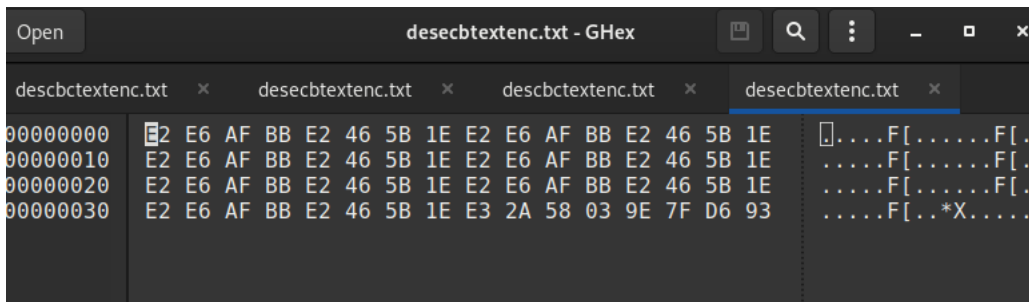 Open desecbtextenc.txt - GHex
descbctextenc.txt × desecbtextenc.txt × descbctextenc.txt × desecbtextenc.txt ×
00000000 E2 E6 AF BB E2 46 5B 1E E2 E6 AF BB E2 46 5B 1E .....F[......F[.
00000010 E2 E6 AF BB E2 46 5B 1E E2 E6 AF BB E2 46 5B 1E .....F[......F[.
00000020 E2 E6 AF BB E2 46 5B 1E E2 E6 AF BB E2 46 5B 1E .....F[......F[.
00000030 E2 E6 AF BB E2 46 5B 1E E3 2A 58 03 9E 7F D6 93 .....F[..*X.....